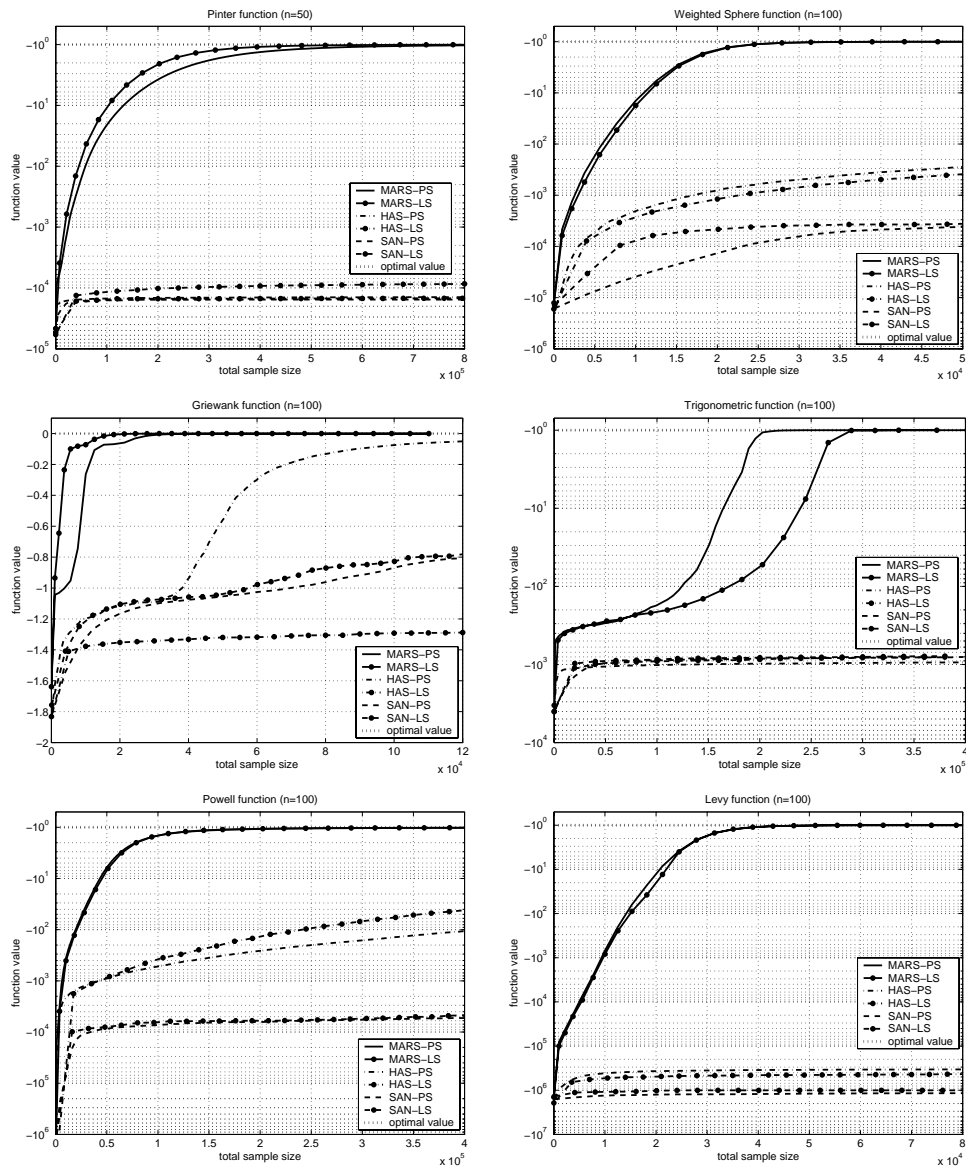 Pinter function (n=50)
−10^0
−10^1
−10^2
−10^3
−10^4
−10^5
function value
0 1 2 3 4 5 6 7 8
total sample size
x 10^5
MARS−PS
MARS−LS
HAS−PS
HAS−LS
SAN−PS
SAN−LS
optimal value
Weighted Sphere function (n=100)
−10^0
−10^1
−10^2
−10^3
−10^4
−10^5
−10^6
function value
0 0.5 1 1.5 2 2.5 3 3.5 4 4.5 5
total sample size
x 10^4
MARS−PS
MARS−LS
HAS−PS
HAS−LS
SAN−PS
SAN−LS
optimal value
Griewank function (n=100)
0
−0.2
−0.4
−0.6
−0.8
−1
−1.2
−1.4
−1.6
−1.8
−2
function value
0 2 4 6 8 10 12
total sample size
x 10^4
MARS−PS
MARS−LS
HAS−PS
HAS−LS
SAN−PS
SAN−LS
optimal value
Trigonometric function (n=100)
−10^0
−10^1
−10^2
−10^3
−10^4
function value
0 0.5 1 1.5 2 2.5 3 3.5 4
total sample size
x 10^5
MARS−PS
MARS−LS
HAS−PS
HAS−LS
SAN−PS
SAN−LS
optimal value
Powell function (n=100)
−10^0
−10^1
−10^2
−10^3
−10^4
−10^5
−10^6
function value
0 0.5 1 1.5 2 2.5 3 3.5 4
total sample size
x 10^5
MARS−PS
MARS−LS
HAS−PS
HAS−LS
SAN−PS
SAN−LS
optimal value
Levy function (n=100)
−10^0
−10^1
−10^2
−10^3
−10^4
−10^5
−10^6
−10^7
function value
0 1 2 3 4 5 6 7 8
total sample size
x 10^4
MARS−PS
MARS−LS
HAS−PS
HAS−LS
SAN−PS
SAN−LS
optimal value